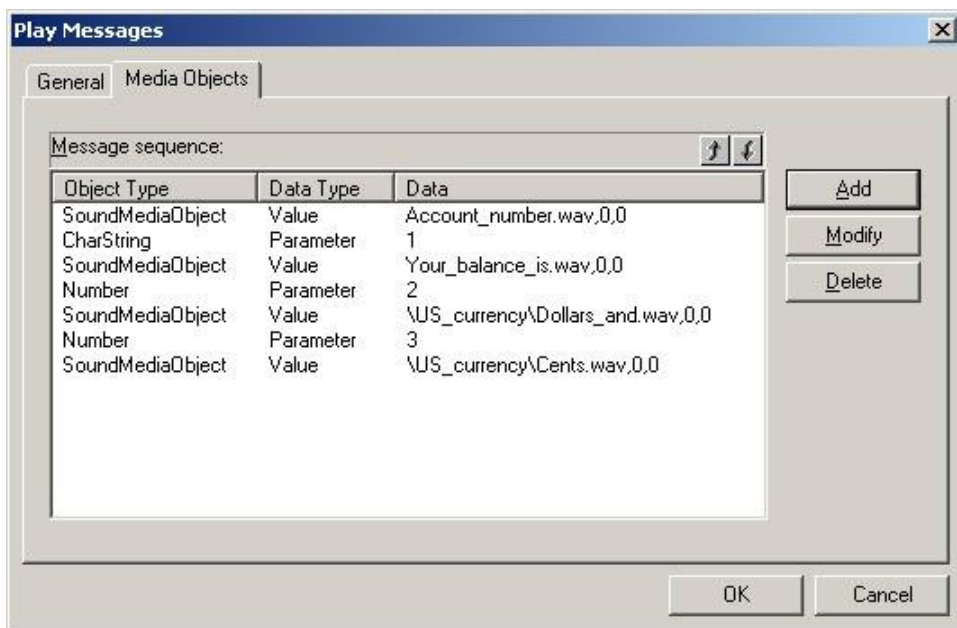 Play Messages
General Media Objects
Message sequence:
Object Type Data Type Data
SoundMediaObject Value Account_number.wav,0,0
CharString Parameter 1
SoundMediaObject Value Your_balance_is.wav,0,0
Number Parameter 2
SoundMediaObject Value \US_currency\Dollars_and.wav,0,0
Number Parameter 3
SoundMediaObject Value \US_currency\Cents.wav,0,0
Add
Modify
Delete
OK Cancel